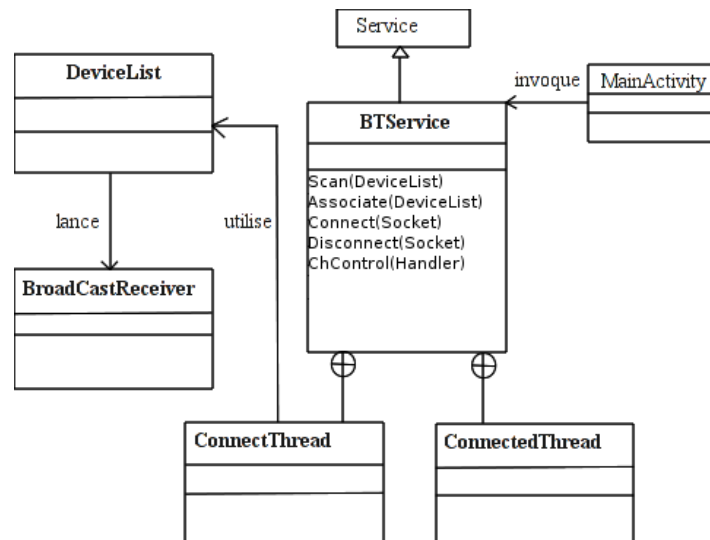 Service
DeviceList
invoque
MainActivity
BTService
Scan(DeviceList)
Associate(DeviceList)
Connect(Socket)
Disconnect(Socket)
ChControl(Handler)
lance
utilise
BroadCastReceiver
ConnectThread
ConnectedThread